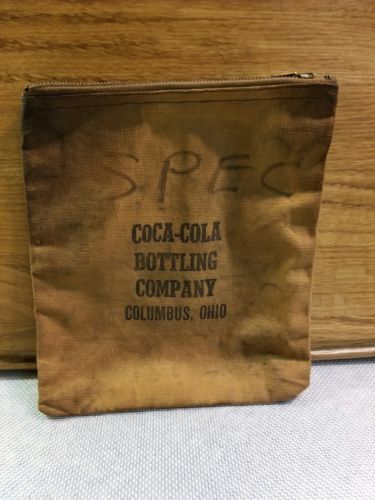 SPEC
COCA-COLA
BOTTLING
COMPANY
COLUMBUS, OHIO